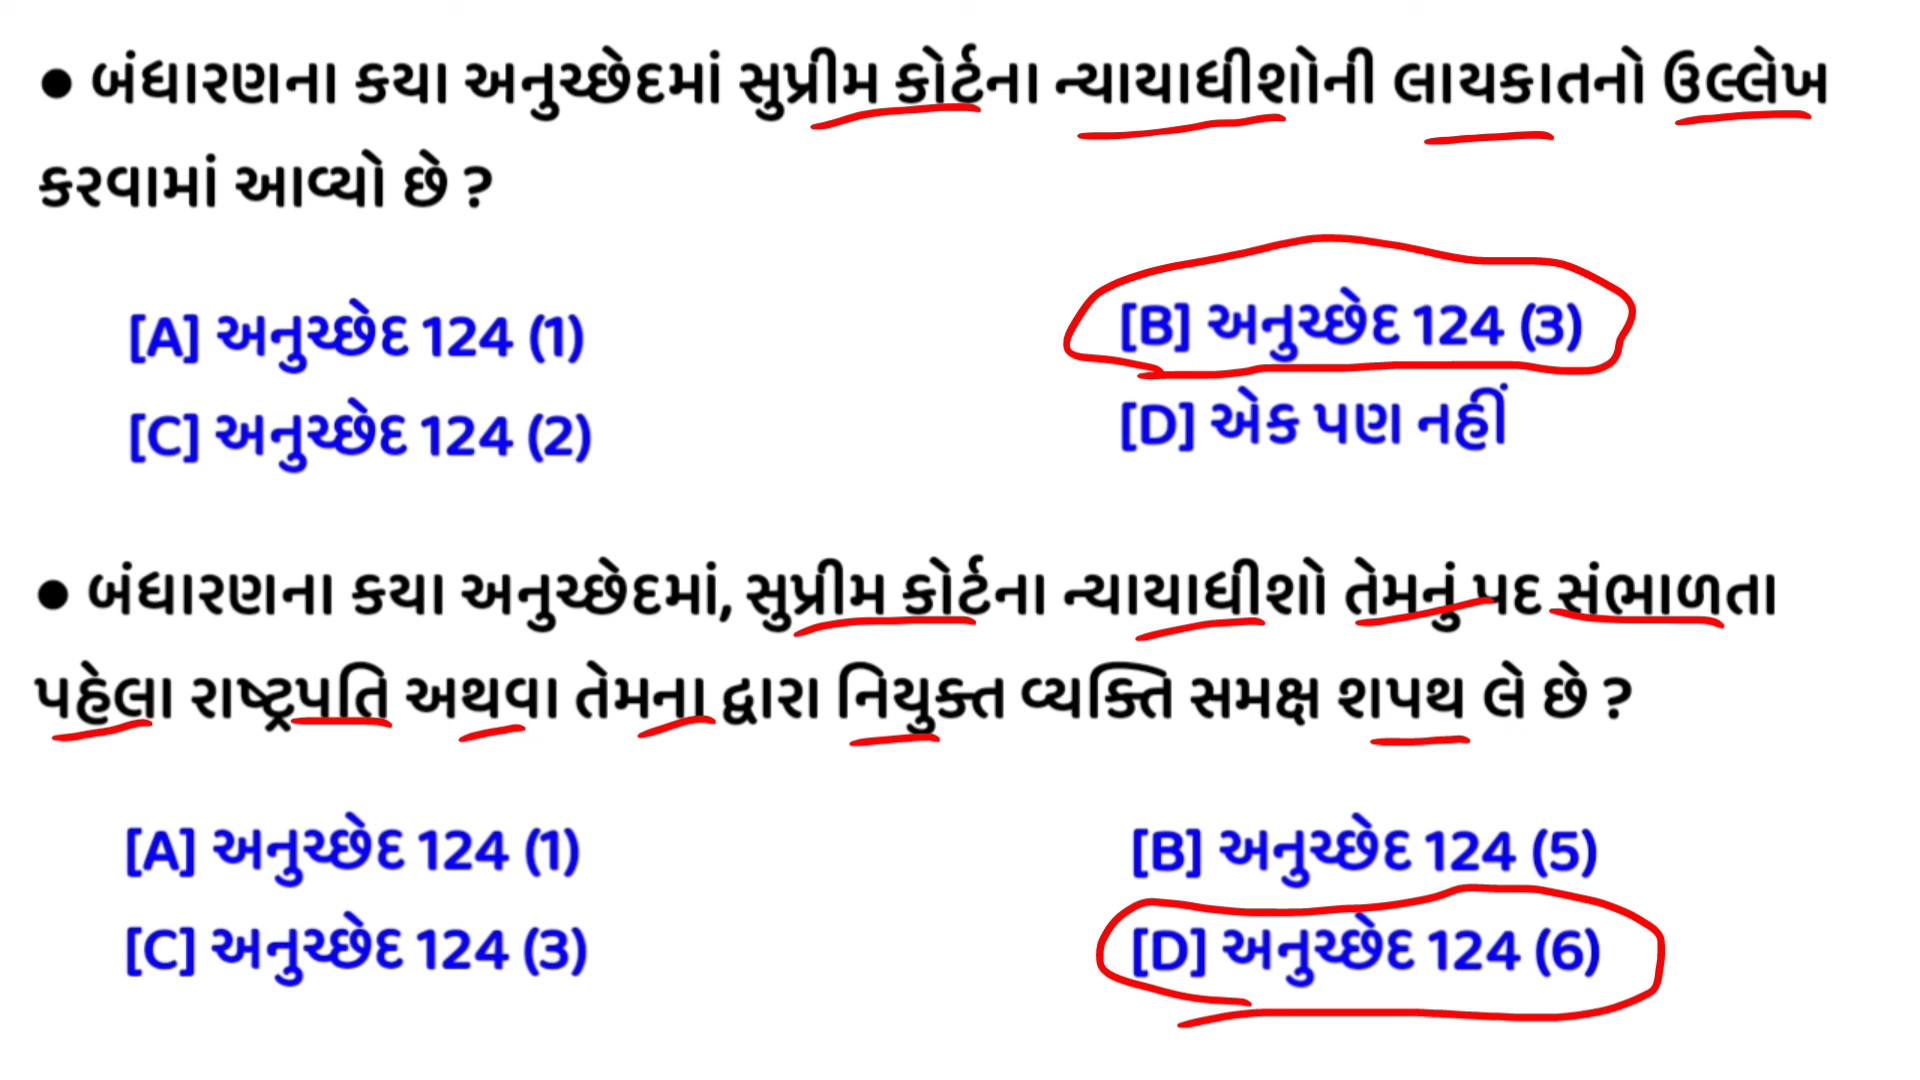 ● બંધારણના કયા અનુચ્છેદમાં સુપ્રીમ કોર્ટના ન્યાયાધીશોની લાયકાતનો ઉલ્લેખ
કરવામાં આવ્યો છે ?
[A] અનુચ્છેદ 124 (1)
[B] અનુચ્છેદ 124 (3)
[C] અનુચ્છેદ 124 (2)
[D] એક પણ નહીં
● બંધારણના કયા અનુચ્છેદમાં, સુપ્રીમ કોર્ટના ન્યાયાધીશો તેમનું પદ સંભાળતા
પહેલા રાષ્ટ્રપતિ અથવા તેમના દ્વારા નિયુક્ત વ્યક્તિ સમક્ષ શપથ લે છે ?
[A] અનુચ્છેદ 124 (1)
[B] અનુચ્છેદ 124 (5)
[C] અનુચ્છેદ 124 (3)
[D] અનુચ્છેદ 124 (6)